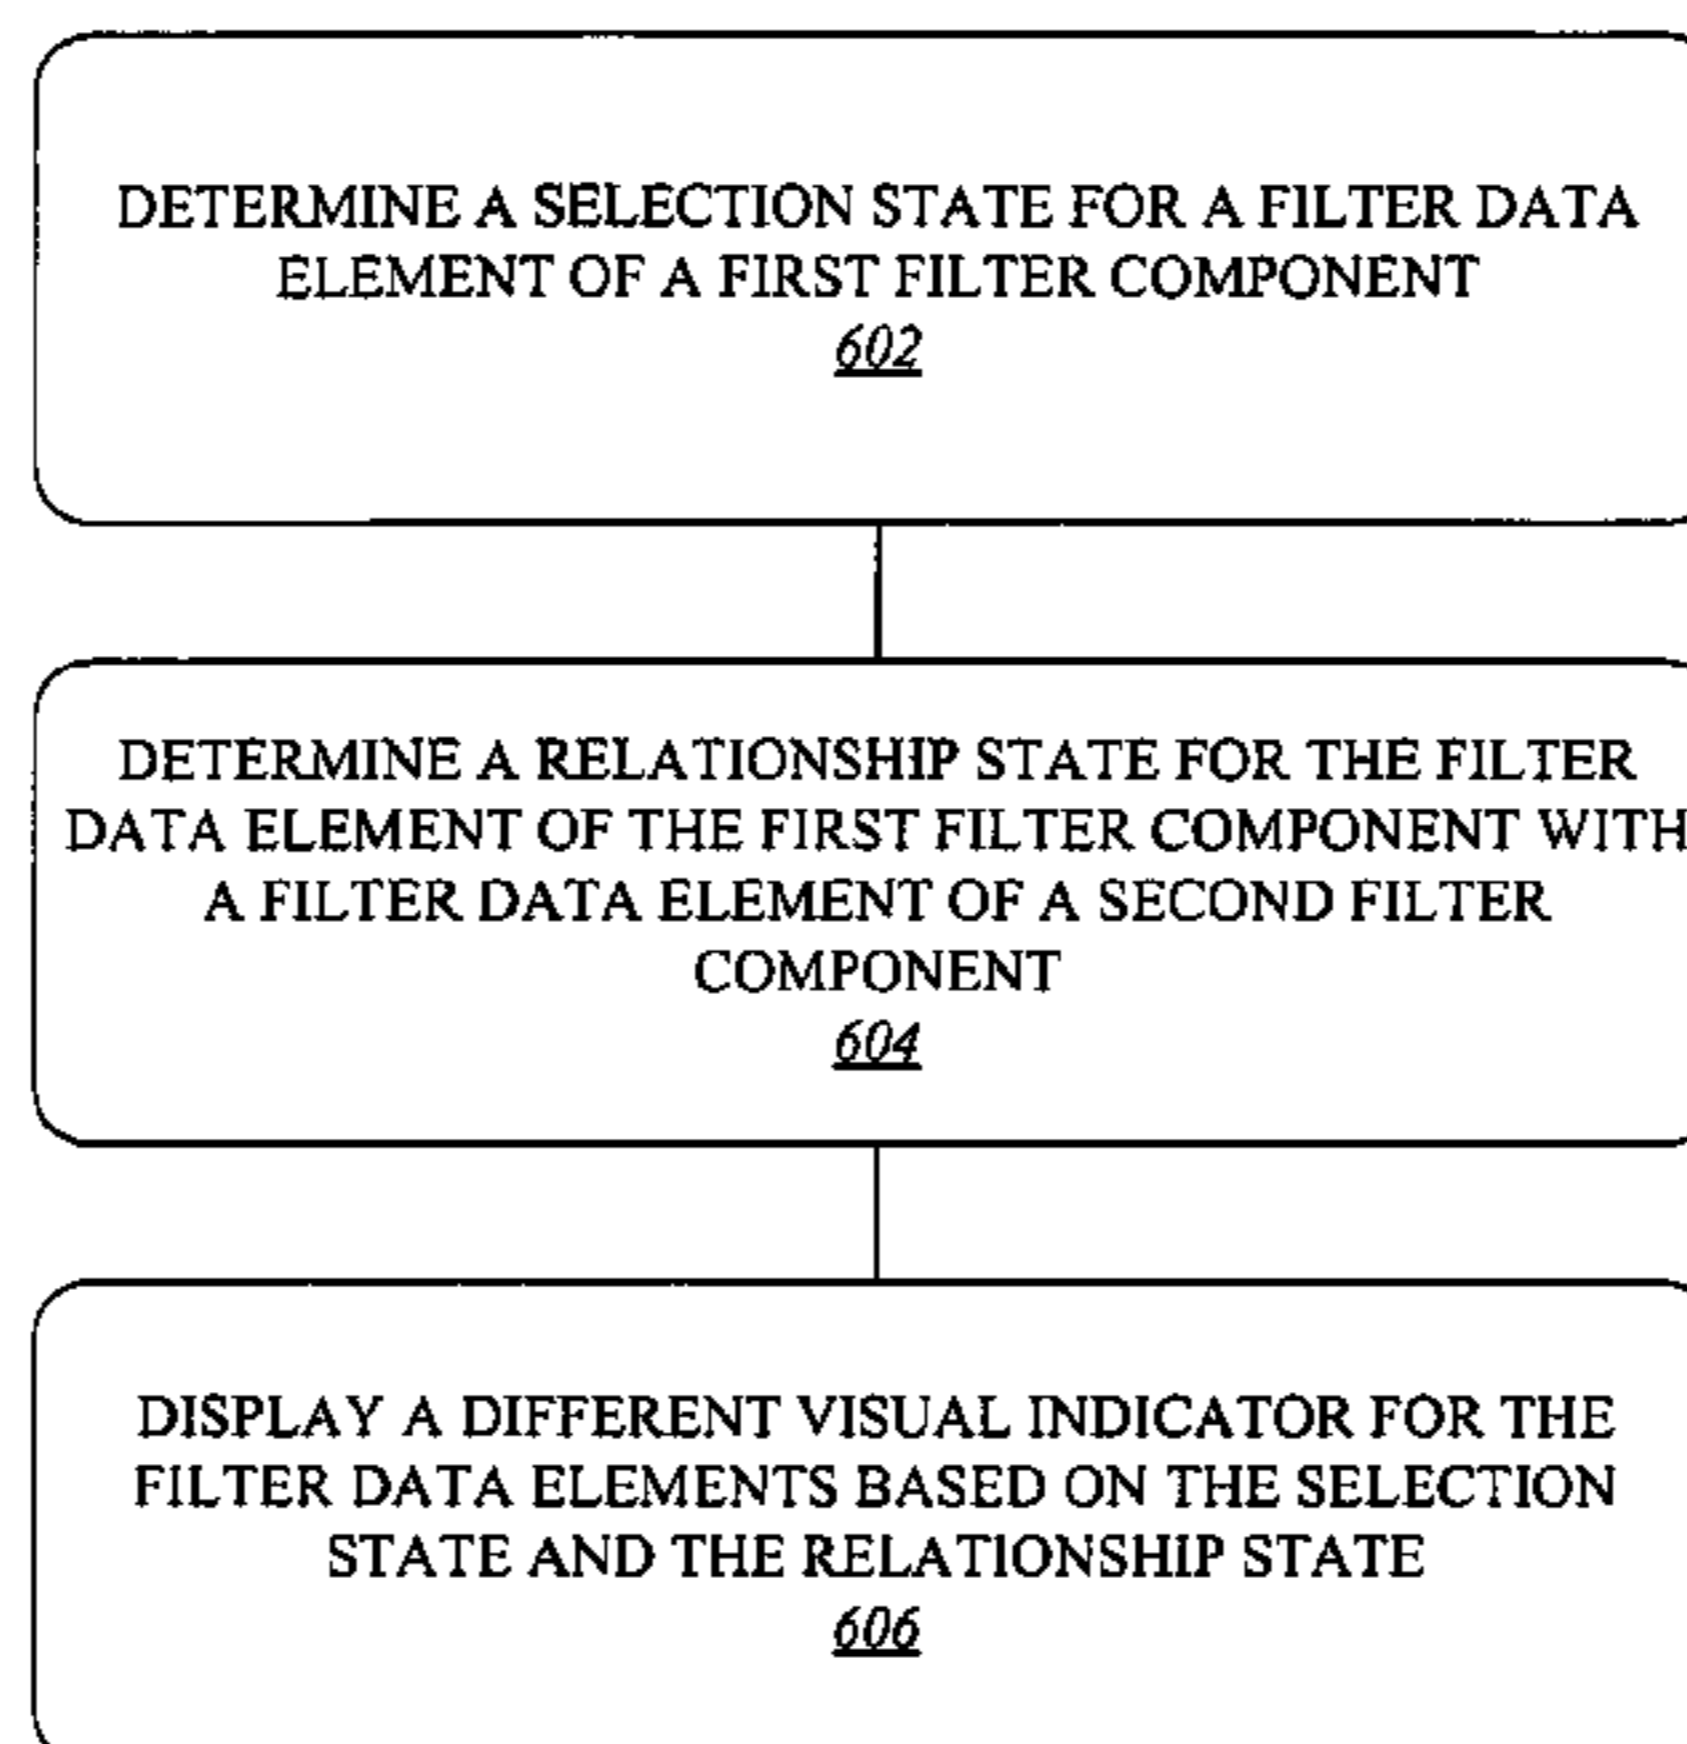 DETERMINE A SELECTION STATE FOR A FILTER DATA
ELEMENT OF A FIRST FILTER COMPONENT
602
DETERMINE A RELATIONSHIP STATE FOR THE FILTER
DATA ELEMENT OF THE FIRST FILTER COMPONENT WITH
A FILTER DATA ELEMENT OF A SECOND FILTER
COMPONENT
604
DISPLAY A DIFFERENT VISUAL INDICATOR FOR THE
FILTER DATA ELEMENTS BASED ON THE SELECTION
STATE AND THE RELATIONSHIP STATE
606